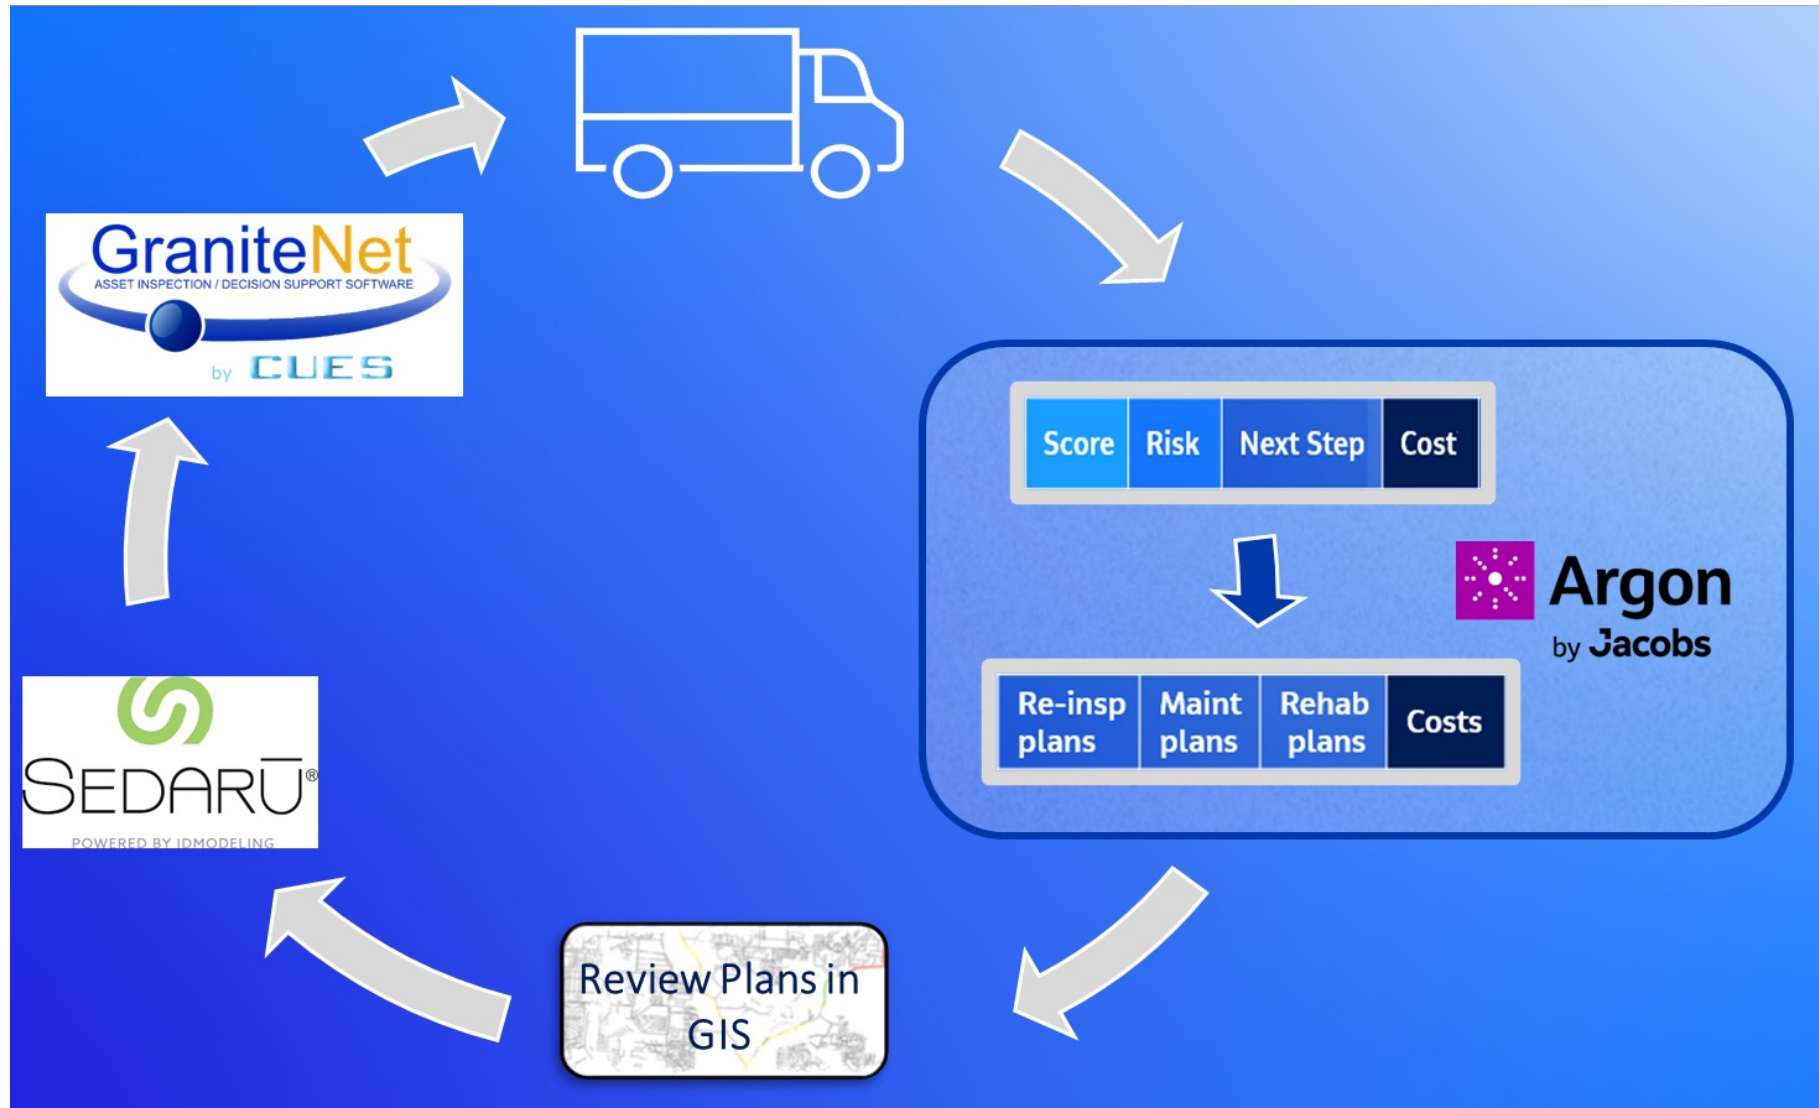 GraniteNet
ASSET INSPECTION / DECISION SUPPORT SOFTWARE
by CUES
Score Risk Next Step Cost
Argon
by Jacobs
Re-insp plans
Maint plans
Rehab plans
Costs
SEDARŪ®
POWERED BY IDMODELING
Review Plans in
GIS